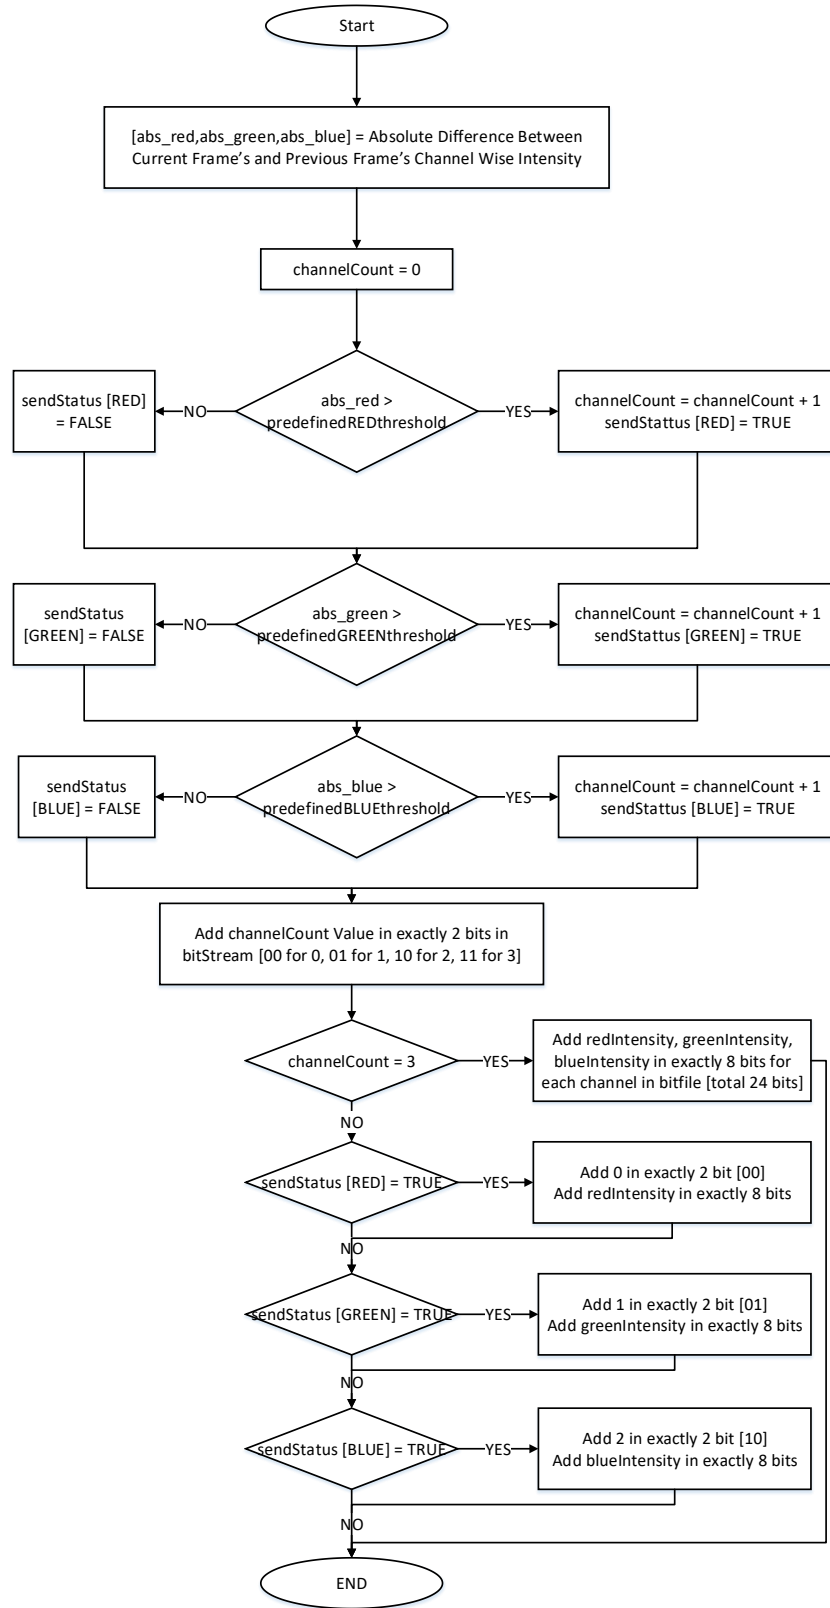 Start
[abs_red,abs_green,abs_blue] = Absolute Difference Between
Current Frame’s and Previous Frame’s Channel Wise Intensity
channelCount = 0
sendStatus [RED]
= FALSE
NO
abs_red >
predefinedREDthreshold
YES
channelCount = channelCount + 1
sendStattus [RED] = TRUE
sendStatus
[GREEN] = FALSE
NO
abs_green >
predefinedGREENthreshold
YES
channelCount = channelCount + 1
sendStattus [GREEN] = TRUE
sendStatus
[BLUE] = FALSE
NO
abs_blue >
predefinedBLUEthreshold
YES
channelCount = channelCount + 1
sendStattus [BLUE] = TRUE
Add channelCount Value in exactly 2 bits in
bitStream [00 for 0, 01 for 1, 10 for 2, 11 for 3]
channelCount = 3
YES
Add redIntensity, greenIntensity,
blueIntensity in exactly 8 bits for
each channel in bitfile [total 24 bits]
NO
sendStatus [RED] = TRUE
YES
Add 0 in exactly 2 bit [00]
Add redIntensity in exactly 8 bits
NO
sendStatus [GREEN] = TRUE
YES
Add 1 in exactly 2 bit [01]
Add greenIntensity in exactly 8 bits
NO
sendStatus [BLUE] = TRUE
YES
Add 2 in exactly 2 bit [10]
Add blueIntensity in exactly 8 bits
NO
END